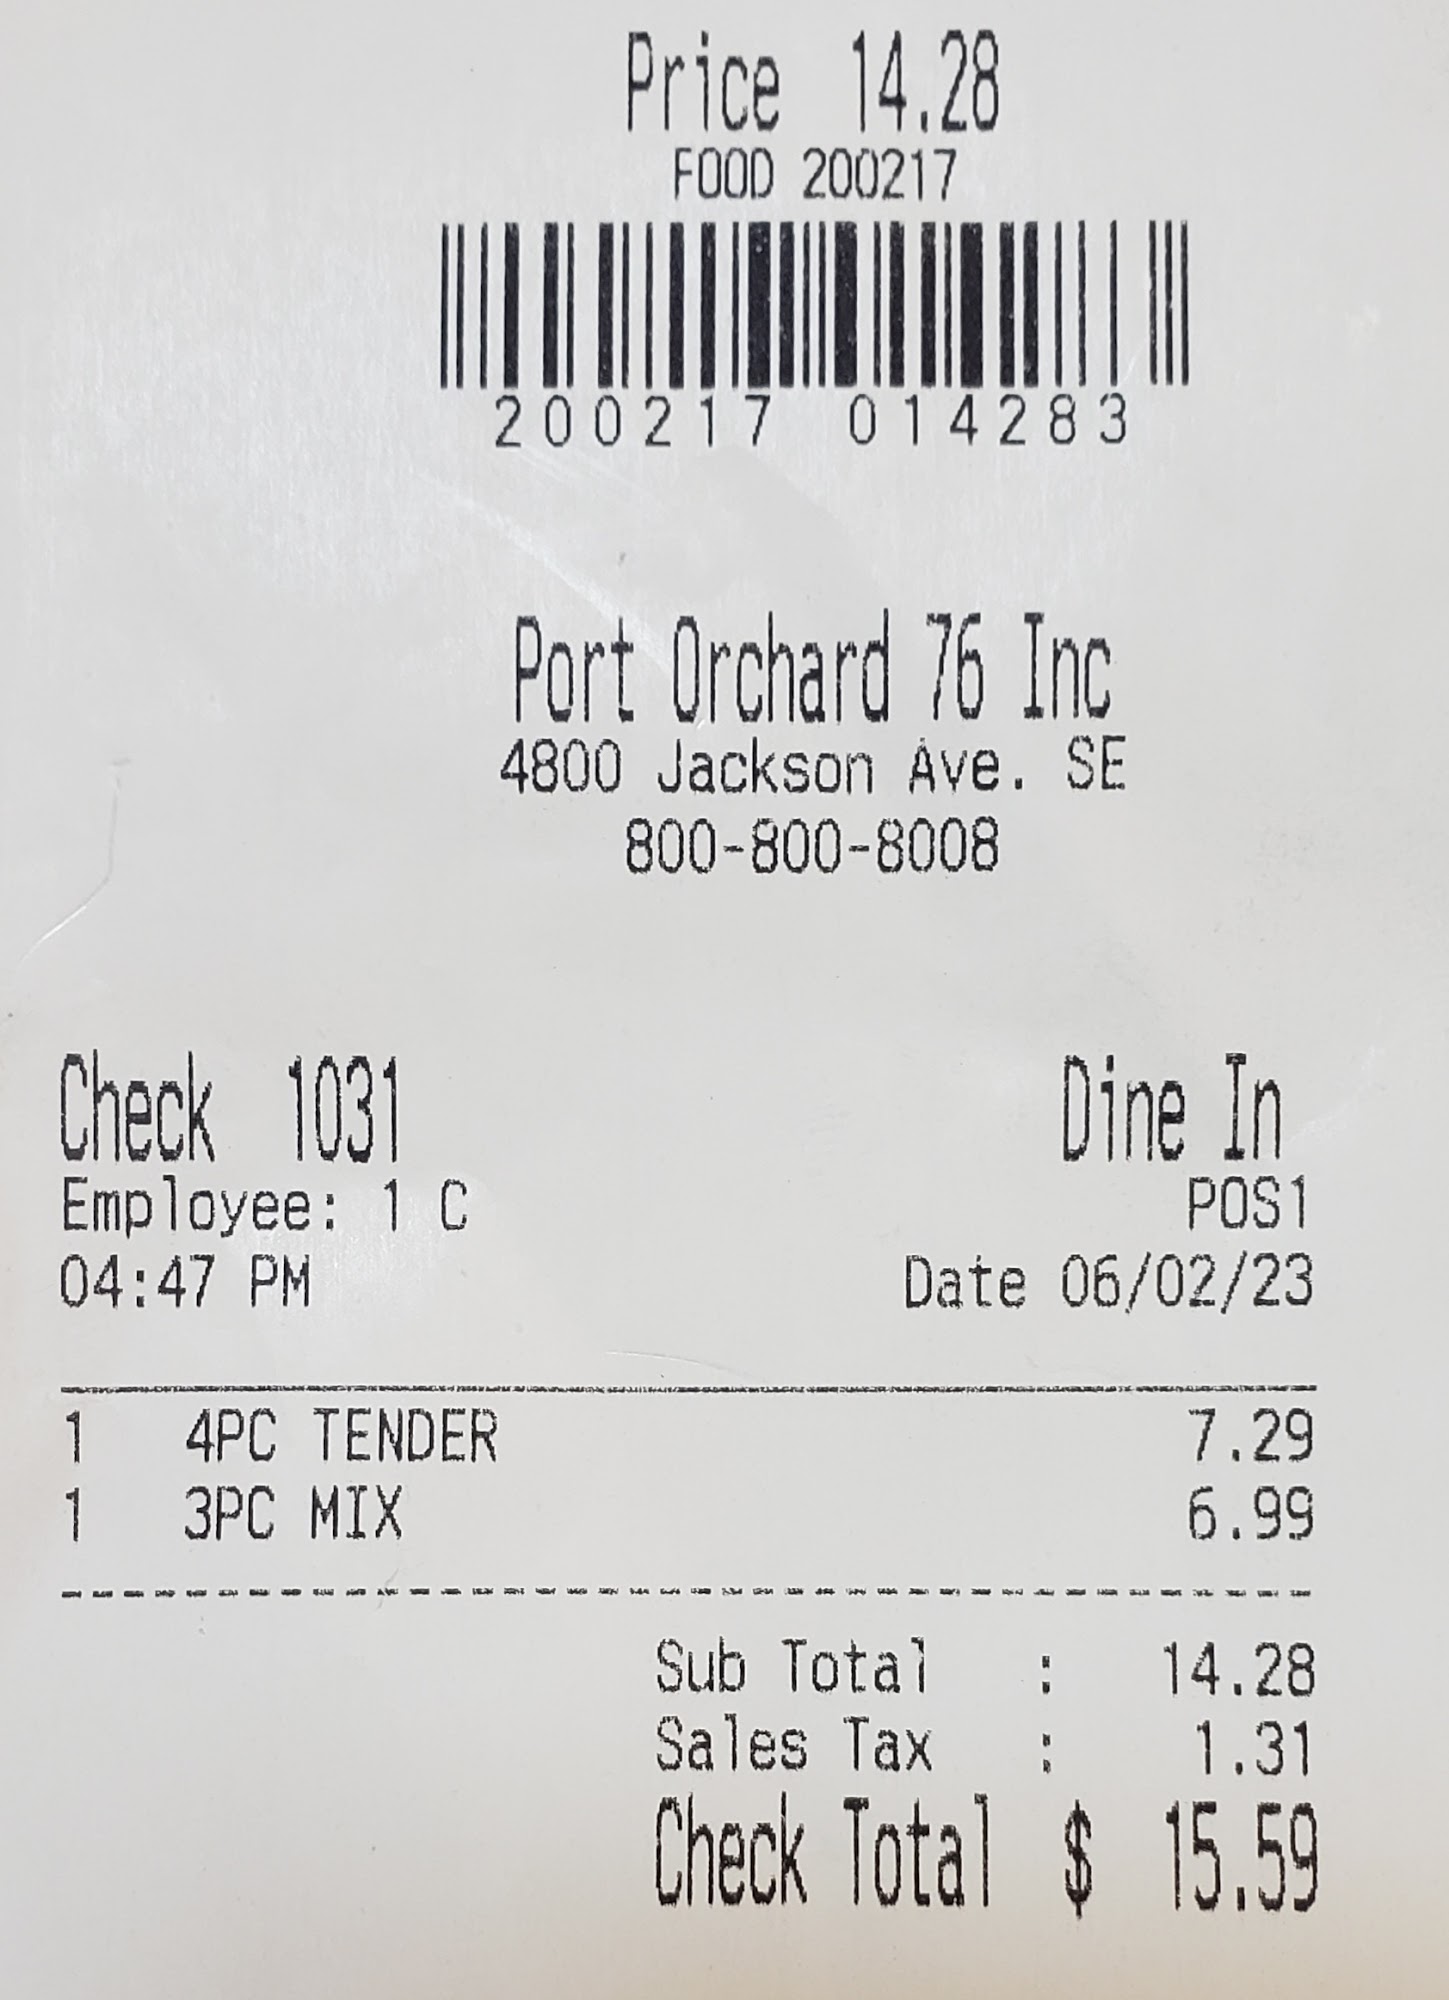 Price 14.28
FOOD 200217
200217 014283
Port Orchard 76 Inc
4800 Jackson Ave. SE
800-800-8008
Check 1031 Dine In
Employee: 1 C POS1
04:47 PM Date 06/02/23
1 4PC TENDER 7.29
1 3PC MIX 6.99
Sub Total : 14.28
Sales Tax : 1.31
Check Total $ 15.59